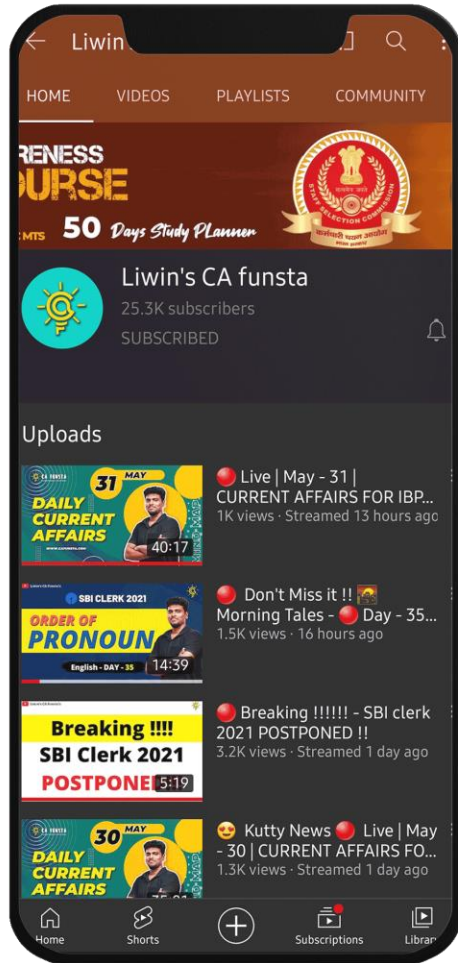 Liwin
HOME VIDEOS PLAYLISTS COMMUNITY
RENESS
URSE
MTS 50 Days Study Planner
STAFF SELECTION COMMISSION
Liwin's CA funsta
25.3K subscribers
SUBSCRIBED
Uploads
31 MAY
CA FUNSTA
DAILY
CURRENT
AFFAIRS
40:17
🔴 Live | May - 31 |
CURRENT AFFAIRS FOR IBP...
1K views · Streamed 13 hours ago
SBI CLERK 2021
ORDER OF
PRONOUN
English - DAY - 35
14:39
🔴 Don't Miss it !! 🌅
Morning Tales - 🔴 Day - 35...
1.5K views · 16 hours ago
Breaking !!!!
SBI Clerk 2021
POSTPONE
5:19
🔴 Breaking !!!!!! - SBI clerk
2021 POSTPONED !!
3.2K views · Streamed 1 day ago
30 MAY
CA FUNSTA
DAILY
CURRENT
AFFAIRS
😍 Kutty News 🔴 Live | May
- 30 | CURRENT AFFAIRS FO...
1.3K views · Streamed 1 day ago
Home Shorts Subscriptions Librar